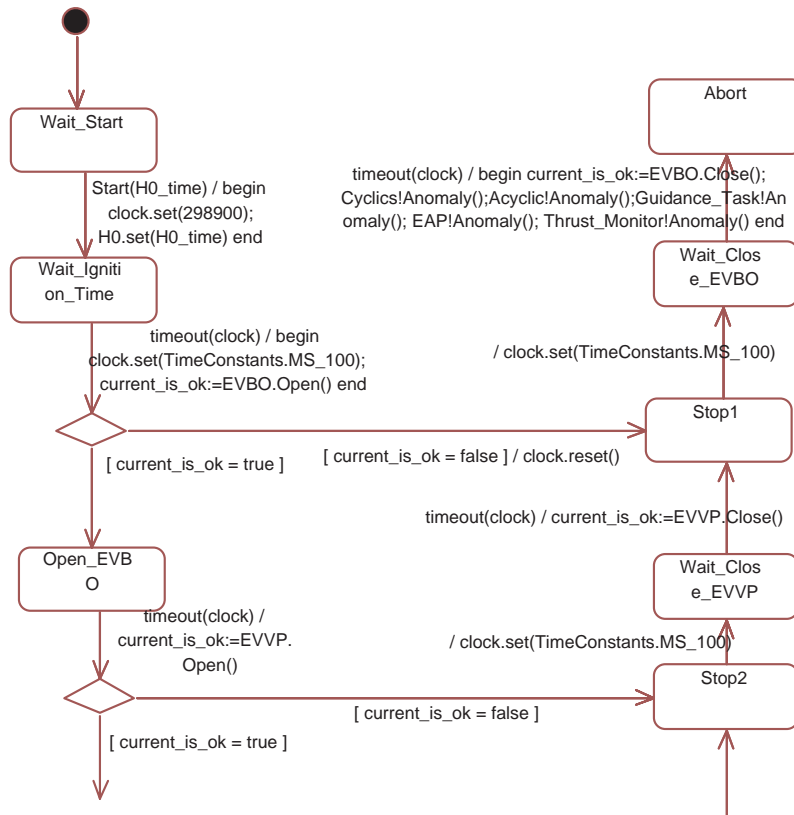 Wait_Start
Abort
Start(H0_time) / begin
clock.set(298900);
H0.set(H0_time) end
timeout(clock) / begin current_is_ok:=EVBO.Close();
Cyclics!Anomaly();Acyclic!Anomaly();Guidance_Task!An
omaly(); EAP!Anomaly(); Thrust_Monitor!Anomaly() end
Wait_Igniti
on_Time
Wait_Clos
e_EVBO
timeout(clock) / begin
clock.set(TimeConstants.MS_100);
current_is_ok:=EVBO.Open() end
/ clock.set(TimeConstants.MS_100)
Stop1
[ current_is_ok = true ]
[ current_is_ok = false ] / clock.reset()
timeout(clock) / current_is_ok:=EVVP.Close()
Open_EVB
O
Wait_Clos
e_EVVP
timeout(clock) /
current_is_ok:=EVVP.
Open()
/ clock.set(TimeConstants.MS_100)
Stop2
[ current_is_ok = false ]
[ current_is_ok = true ]